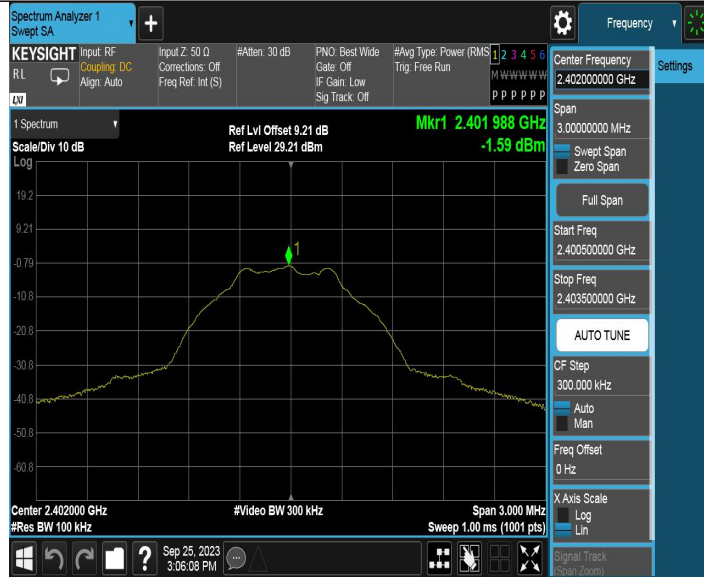 Spectrum Analyzer 1
Swept SA
+
Frequency
KEYSIGHT
RL
LXI
Input: RF
Coupling: DC
Align: Auto
Input Z: 50 Ω
Corrections: Off
Freq Ref: Int (S)
#Atten: 30 dB
PNO: Best Wide
Gate: Off
IF Gain: Low
Sig Track: Off
#Avg Type: Power (RMS
Trig: Free Run
1 2 3 4 5 6
M W W W W W
P P P P P P
1 Spectrum
Scale/Div 10 dB
Log
Ref Lvl Offset 9.21 dB
Ref Level 29.21 dBm
Mkr1 2.401 988 GHz
-1.59 dBm
19.2
9.21
-0.79
-10.8
-20.8
-30.8
-40.8
-50.8
-60.8
1
Center 2.402000 GHz
#Res BW 100 kHz
#Video BW 300 kHz
Span 3.000 MHz
Sweep 1.00 ms (1001 pts)
?
Sep 25, 2023
3:06:08 PM
Center Frequency
2.402000000 GHz
Span
3.00000000 MHz
Swept Span
Zero Span
Full Span
Start Freq
2.400500000 GHz
Stop Freq
2.403500000 GHz
AUTO TUNE
CF Step
300.000 kHz
Auto
Man
Freq Offset
0 Hz
X Axis Scale
Log
Lin
Signal Track
(Span Zoom)
Settings